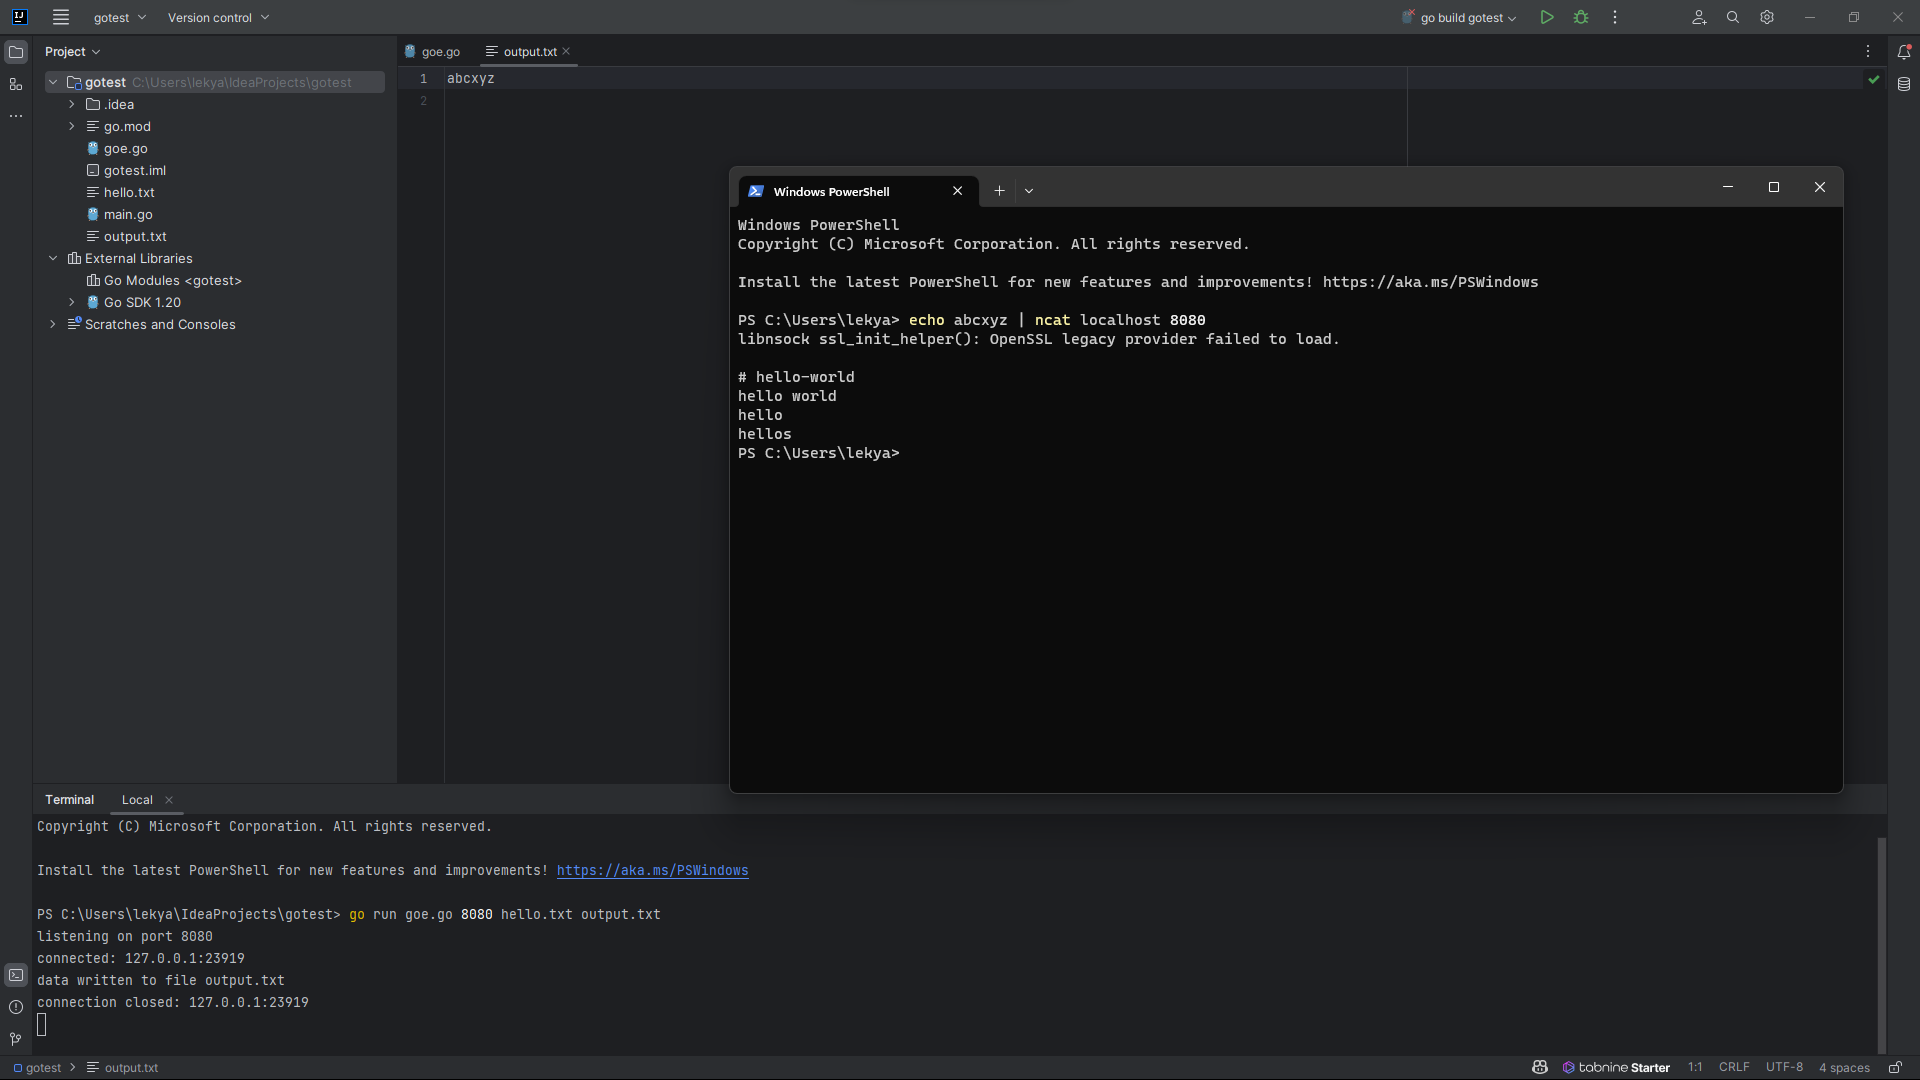 gotest
Version control
go build gotest
Project
goe.go
output.txt
gotest C:\Users\lekya\IdeaProjects\gotest
.idea
go.mod
goe.go
gotest.iml
hello.txt
main.go
output.txt
External Libraries
Go Modules <gotest>
Go SDK 1.20
Scratches and Consoles
1 abcxyz
2
Windows PowerShell
Windows PowerShell
Copyright (C) Microsoft Corporation. All rights reserved.
Install the latest PowerShell for new features and improvements! https://aka.ms/PSWindows
PS C:\Users\lekya> echo abcxyz | ncat localhost 8080
libnsock ssl_init_helper(): OpenSSL legacy provider failed to load.
# hello-world
hello world
hello
hellos
PS C:\Users\lekya>
Terminal Local
Copyright (C) Microsoft Corporation. All rights reserved.
Install the latest PowerShell for new features and improvements! https://aka.ms/PSWindows
PS C:\Users\lekya\IdeaProjects\gotest> go run goe.go 8080 hello.txt output.txt
listening on port 8080
connected: 127.0.0.1:23919
data written to file output.txt
connection closed: 127.0.0.1:23919
gotest > output.txt
tabnine Starter 1:1 CRLF UTF-8 4 spaces